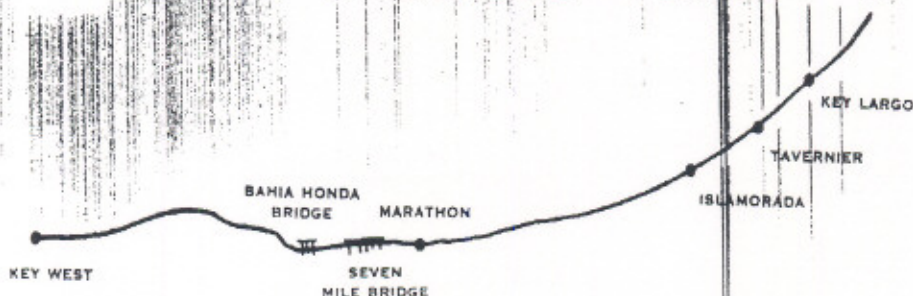 KEY LARGO
TAVERNIER
ISLAMORADA
BAHIA HONDA
BRIDGE
MARATHON
KEY WEST
SEVEN
MILE BRIDGE